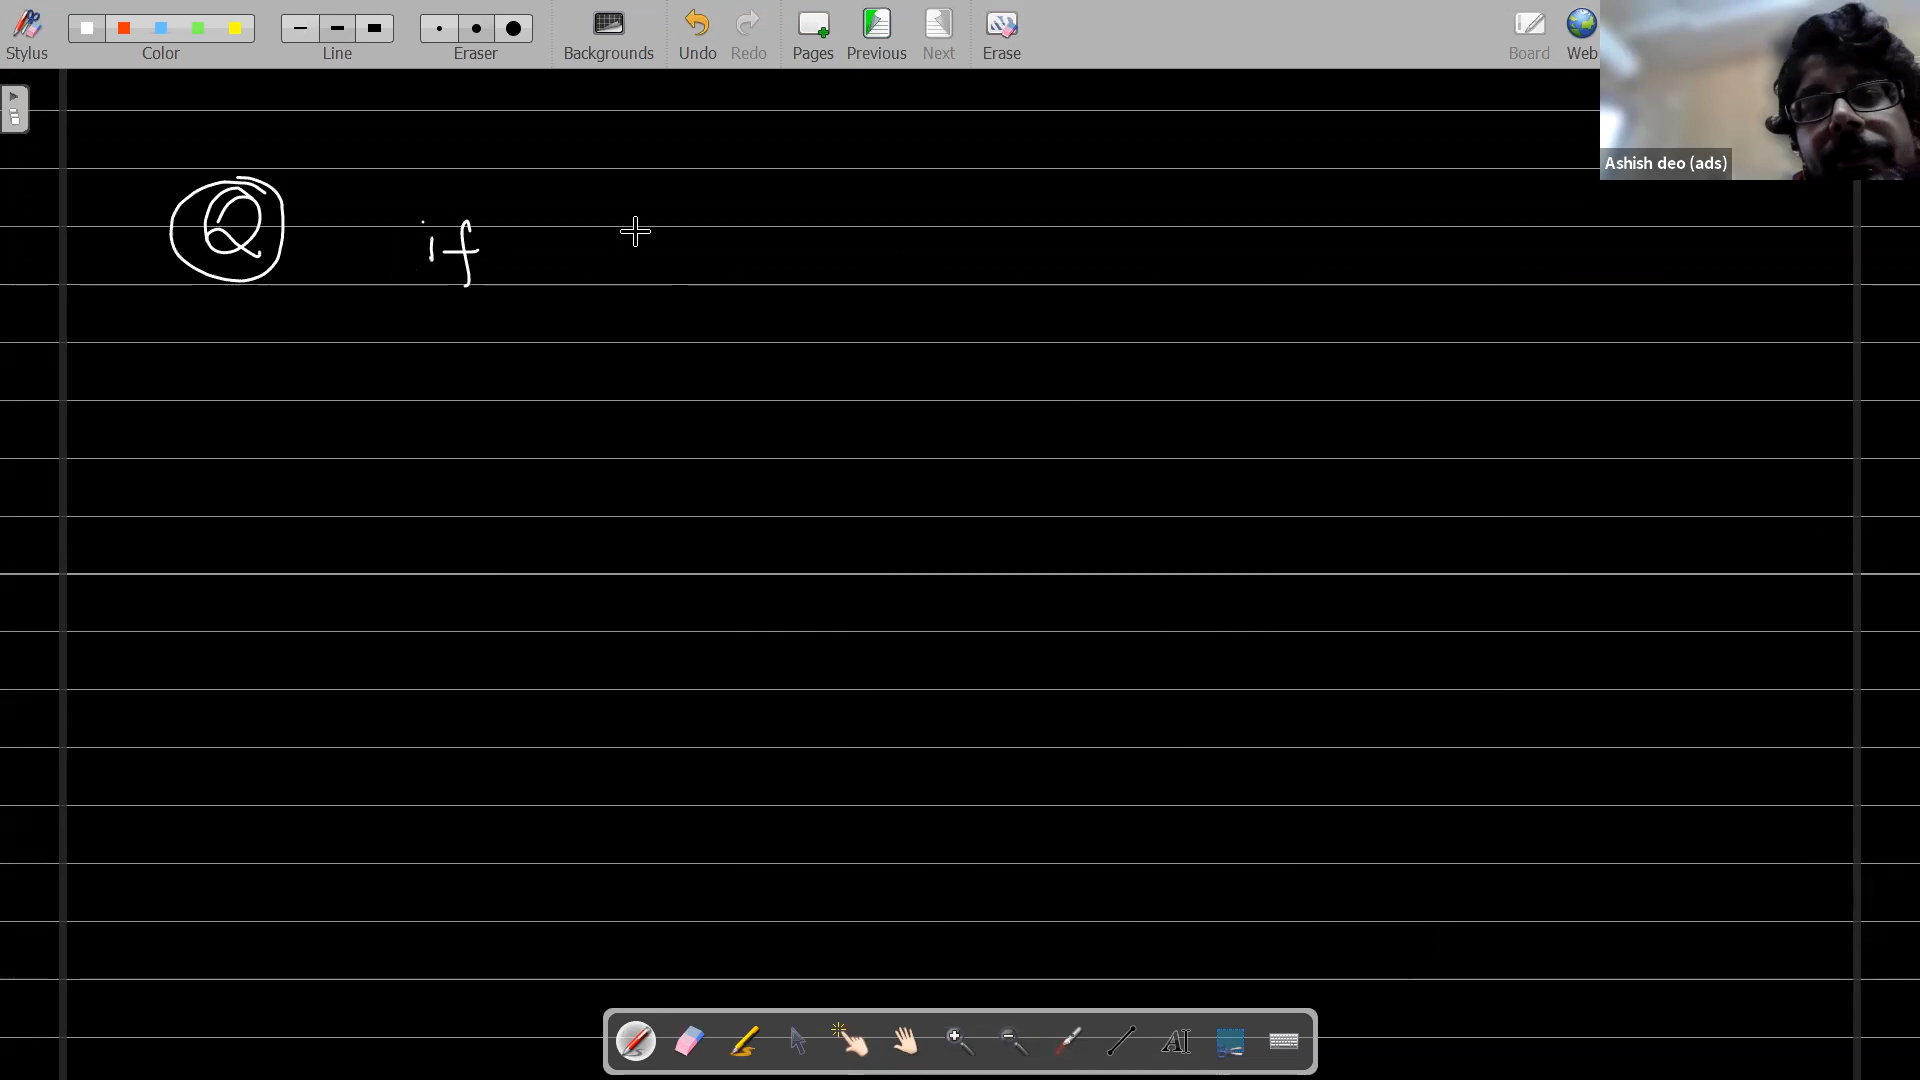 Stylus Color Line Eraser Backgrounds Undo Redo Pages Previous Next Erase Board Web
Ashish deo (ads)
Q if